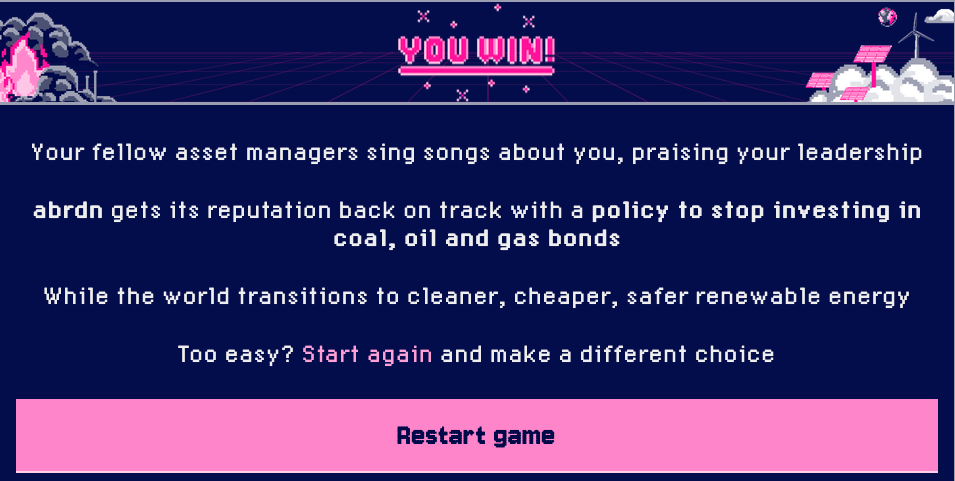 YOU WIN!
Your fellow asset managers sing songs about you, praising your leadership
abrdn gets its reputation back on track with a policy to stop investing in
coal, oil and gas bonds
While the world transitions to cleaner, cheaper, safer renewable energy
Too easy? Start again and make a different choice
Restart game